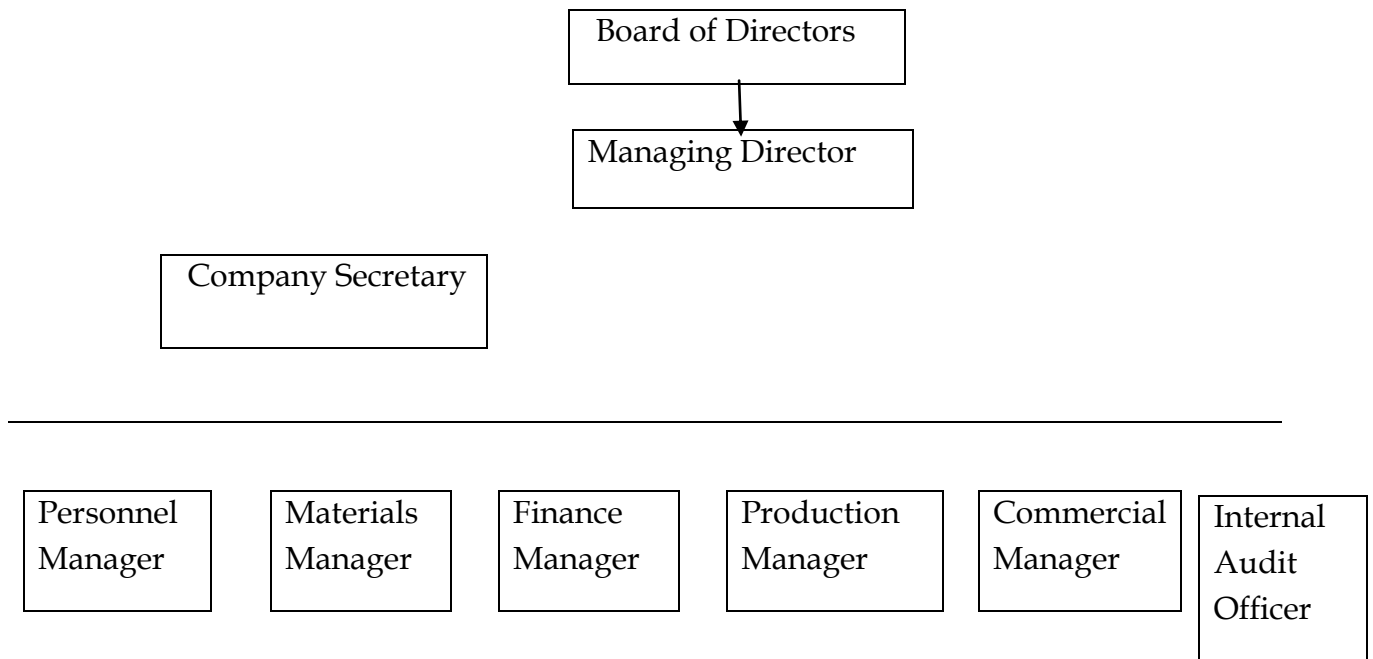 Board of Directors
Managing Director
Company Secretary
Personnel
Manager
Materials
Manager
Finance
Manager
Production
Manager
Commercial
Manager
Internal
Audit
Officer